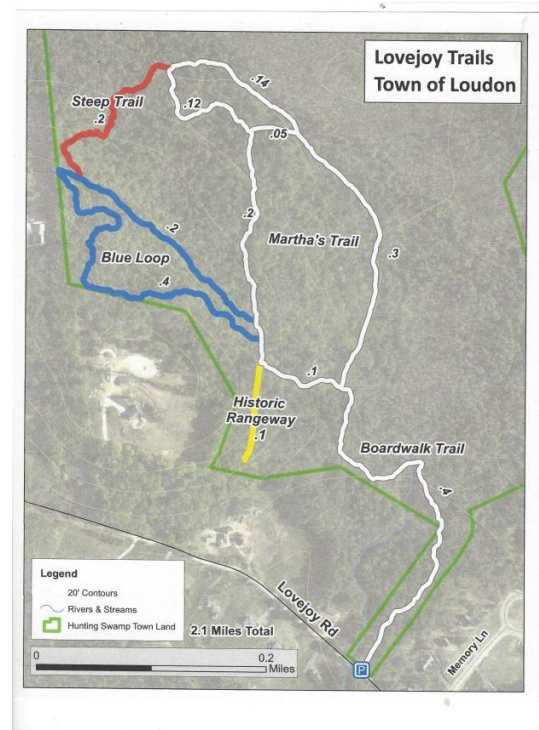 Lovejoy Trails
Town of Loudon
.14
Steep Trail
.12
.2
.05
.2
.2
Martha's Trail
.3
Blue Loop
.4
.1
Historic
Rangeway
.1
Boardwalk Trail
.4
Legend
20' Contours
Rivers & Streams
Hunting Swamp Town Land
Lovejoy Rd
2.1 Miles Total
Memory Ln
0
0.2
Miles
P